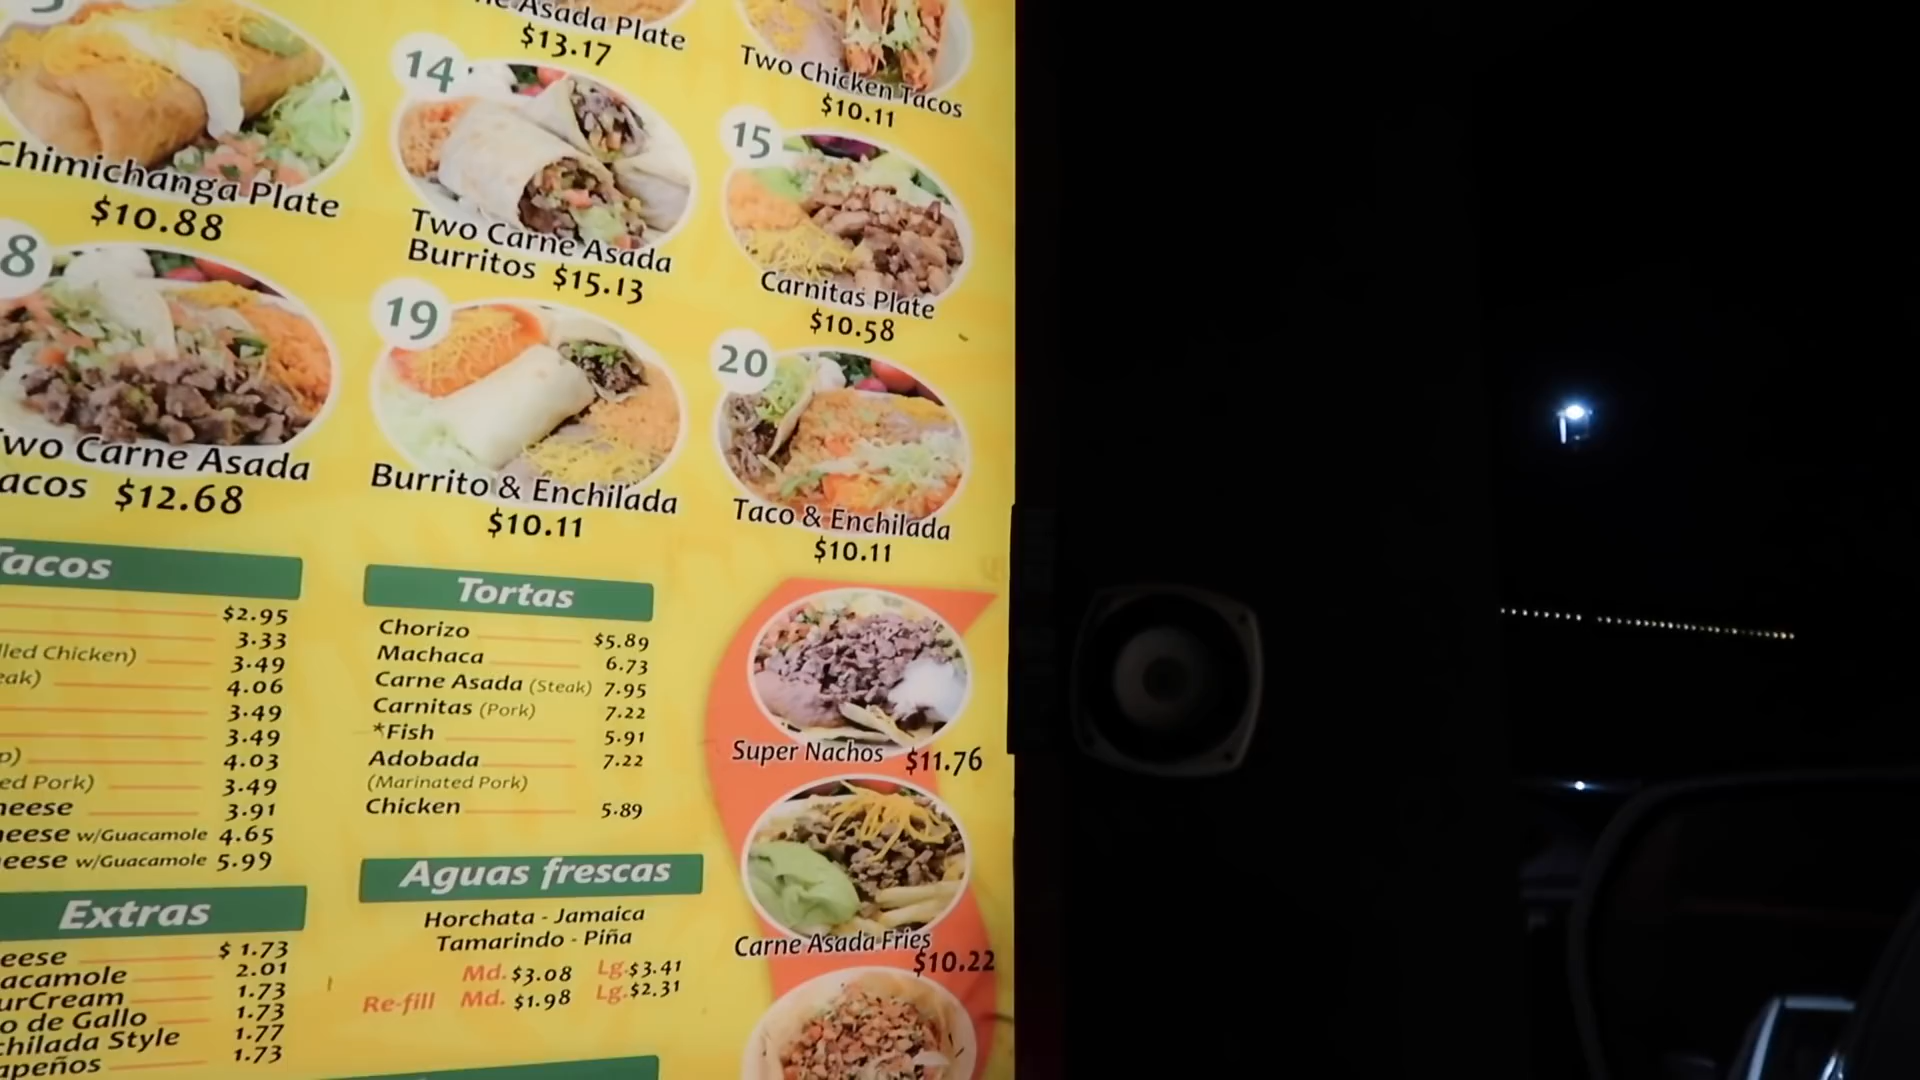 Asada Plate
$13.17
Two Chicken Tacos
$10.11
Chimichanga Plate
$10.88
14
Two Carne Asada
Burritos $15.13
15
Carnitas Plate
$10.58
8
Two Carne Asada
acos $12.68
19
Burrito & Enchilada
$10.11
20
Taco & Enchilada
$10.11
Tacos
$2.95
3.33
lled Chicken) 3.49
eak) 4.06
3.49
3.49
p) 4.03
ed Pork) 3.49
heese 3.91
heese w/Guacamole 4.65
heese w/Guacamole 5.99
Extras
eese $1.73
acamole 2.01
urCream 1.73
o de Gallo 1.73
chilada Style 1.77
apeños 1.73
Tortas
Chorizo $5.89
Machaca 6.73
Carne Asada (Steak) 7.95
Carnitas (Pork) 7.22
*Fish 5.91
Adobada 7.22
(Marinated Pork)
Chicken 5.89
Aguas frescas
Horchata - Jamaica
Tamarindo - Piña
Md. $3.08 Lg. $3.41
Re-fill Md. $1.98 Lg. $2.31
Super Nachos $11.76
Carne Asada Fries
$10.22